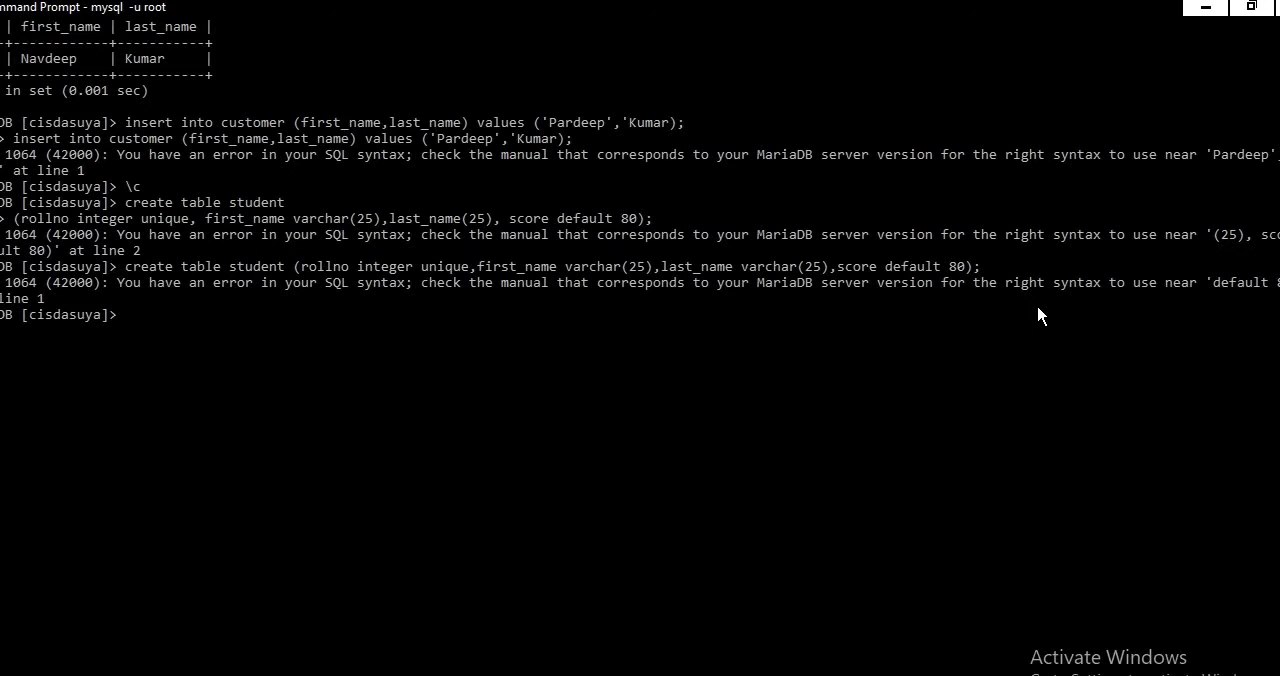 mmand Prompt - mysql -u root
| first_name | last_name |
-+------------+-----------+
| Navdeep    | Kumar     |
-+------------+-----------+
in set (0.001 sec)
DB [cisdasuya]> insert into customer (first_name,last_name) values ('Pardeep','Kumar);
> insert into customer (first_name,last_name) values ('Pardeep','Kumar);
1064 (42000): You have an error in your SQL syntax; check the manual that corresponds to your MariaDB server version for the right syntax to use near 'Pardeep',
' at line 1
DB [cisdasuya]> \c
DB [cisdasuya]> create table student
> (rollno integer unique, first_name varchar(25),last_name(25), score default 80);
1064 (42000): You have an error in your SQL syntax; check the manual that corresponds to your MariaDB server version for the right syntax to use near '(25), sco
ult 80)' at line 2
DB [cisdasuya]> create table student (rollno integer unique,first_name varchar(25),last_name varchar(25),score default 80);
1064 (42000): You have an error in your SQL syntax; check the manual that corresponds to your MariaDB server version for the right syntax to use near 'default 8
line 1
DB [cisdasuya]>
Activate Windows